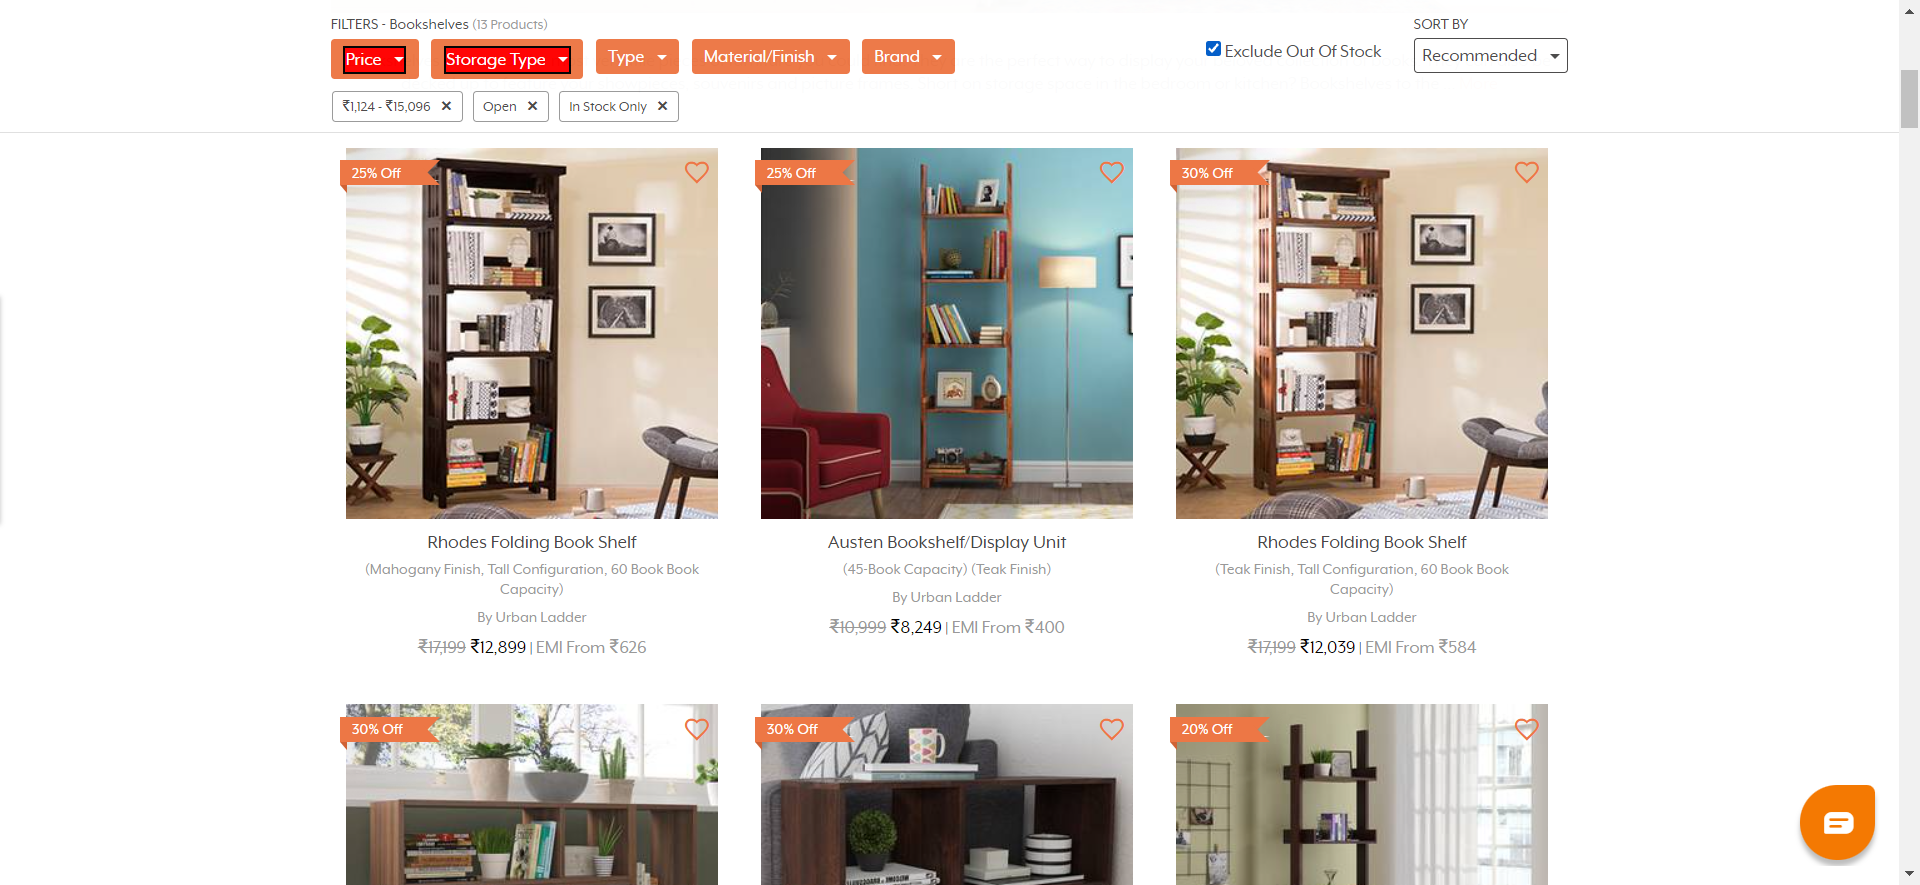 FILTERS - Bookshelves (13 Products)
SORT BY
Price
Storage Type
Type
Material/Finish
Brand
Exclude Out Of Stock
Recommended
₹1,124 - ₹15,096 ✕
Open ✕
In Stock Only ✕
25% Off
25% Off
30% Off
Rhodes Folding Book Shelf
(Mahogany Finish, Tall Configuration, 60 Book Book
Capacity)
By Urban Ladder
₹17,199 ₹12,899 | EMI From ₹626
Austen Bookshelf/Display Unit
(45-Book Capacity) (Teak Finish)
By Urban Ladder
₹10,999 ₹8,249 | EMI From ₹400
Rhodes Folding Book Shelf
(Teak Finish, Tall Configuration, 60 Book Book
Capacity)
By Urban Ladder
₹17,199 ₹12,039 | EMI From ₹584
30% Off
30% Off
20% Off